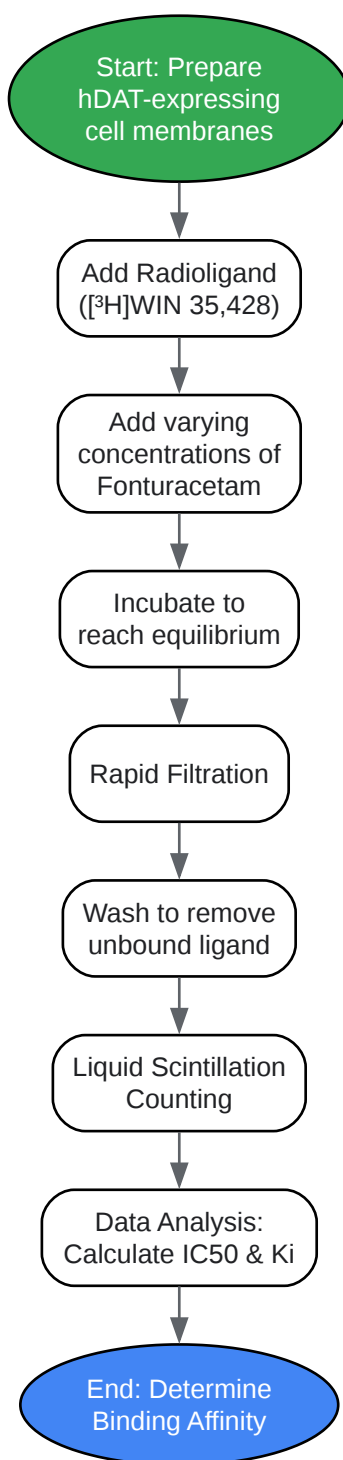 Start: Prepare
hDAT-expressing
cell membranes
Add Radioligand
([³H]WIN 35,428)
Add varying
concentrations of
Fonturacetam
Incubate to
reach equilibrium
Rapid Filtration
Wash to remove
unbound ligand
Liquid Scintillation
Counting
Data Analysis:
Calculate IC50 & Ki
End: Determine
Binding Affinity